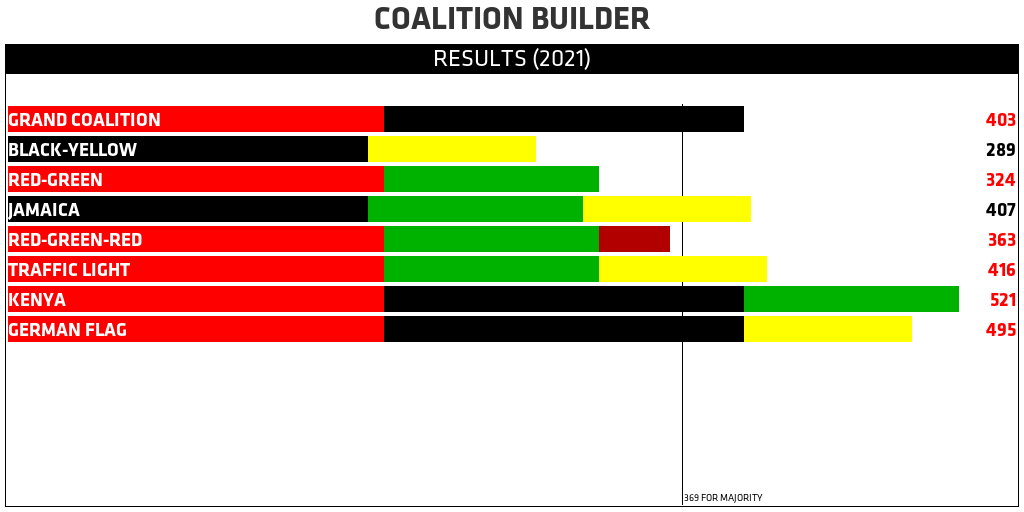 COALITION BUILDER
RESULTS (2021)
GRAND COALITION 403
BLACK-YELLOW 289
RED-GREEN 324
JAMAICA 407
RED-GREEN-RED 363
TRAFFIC LIGHT 416
KENYA 521
GERMAN FLAG 495
369 FOR MAJORITY